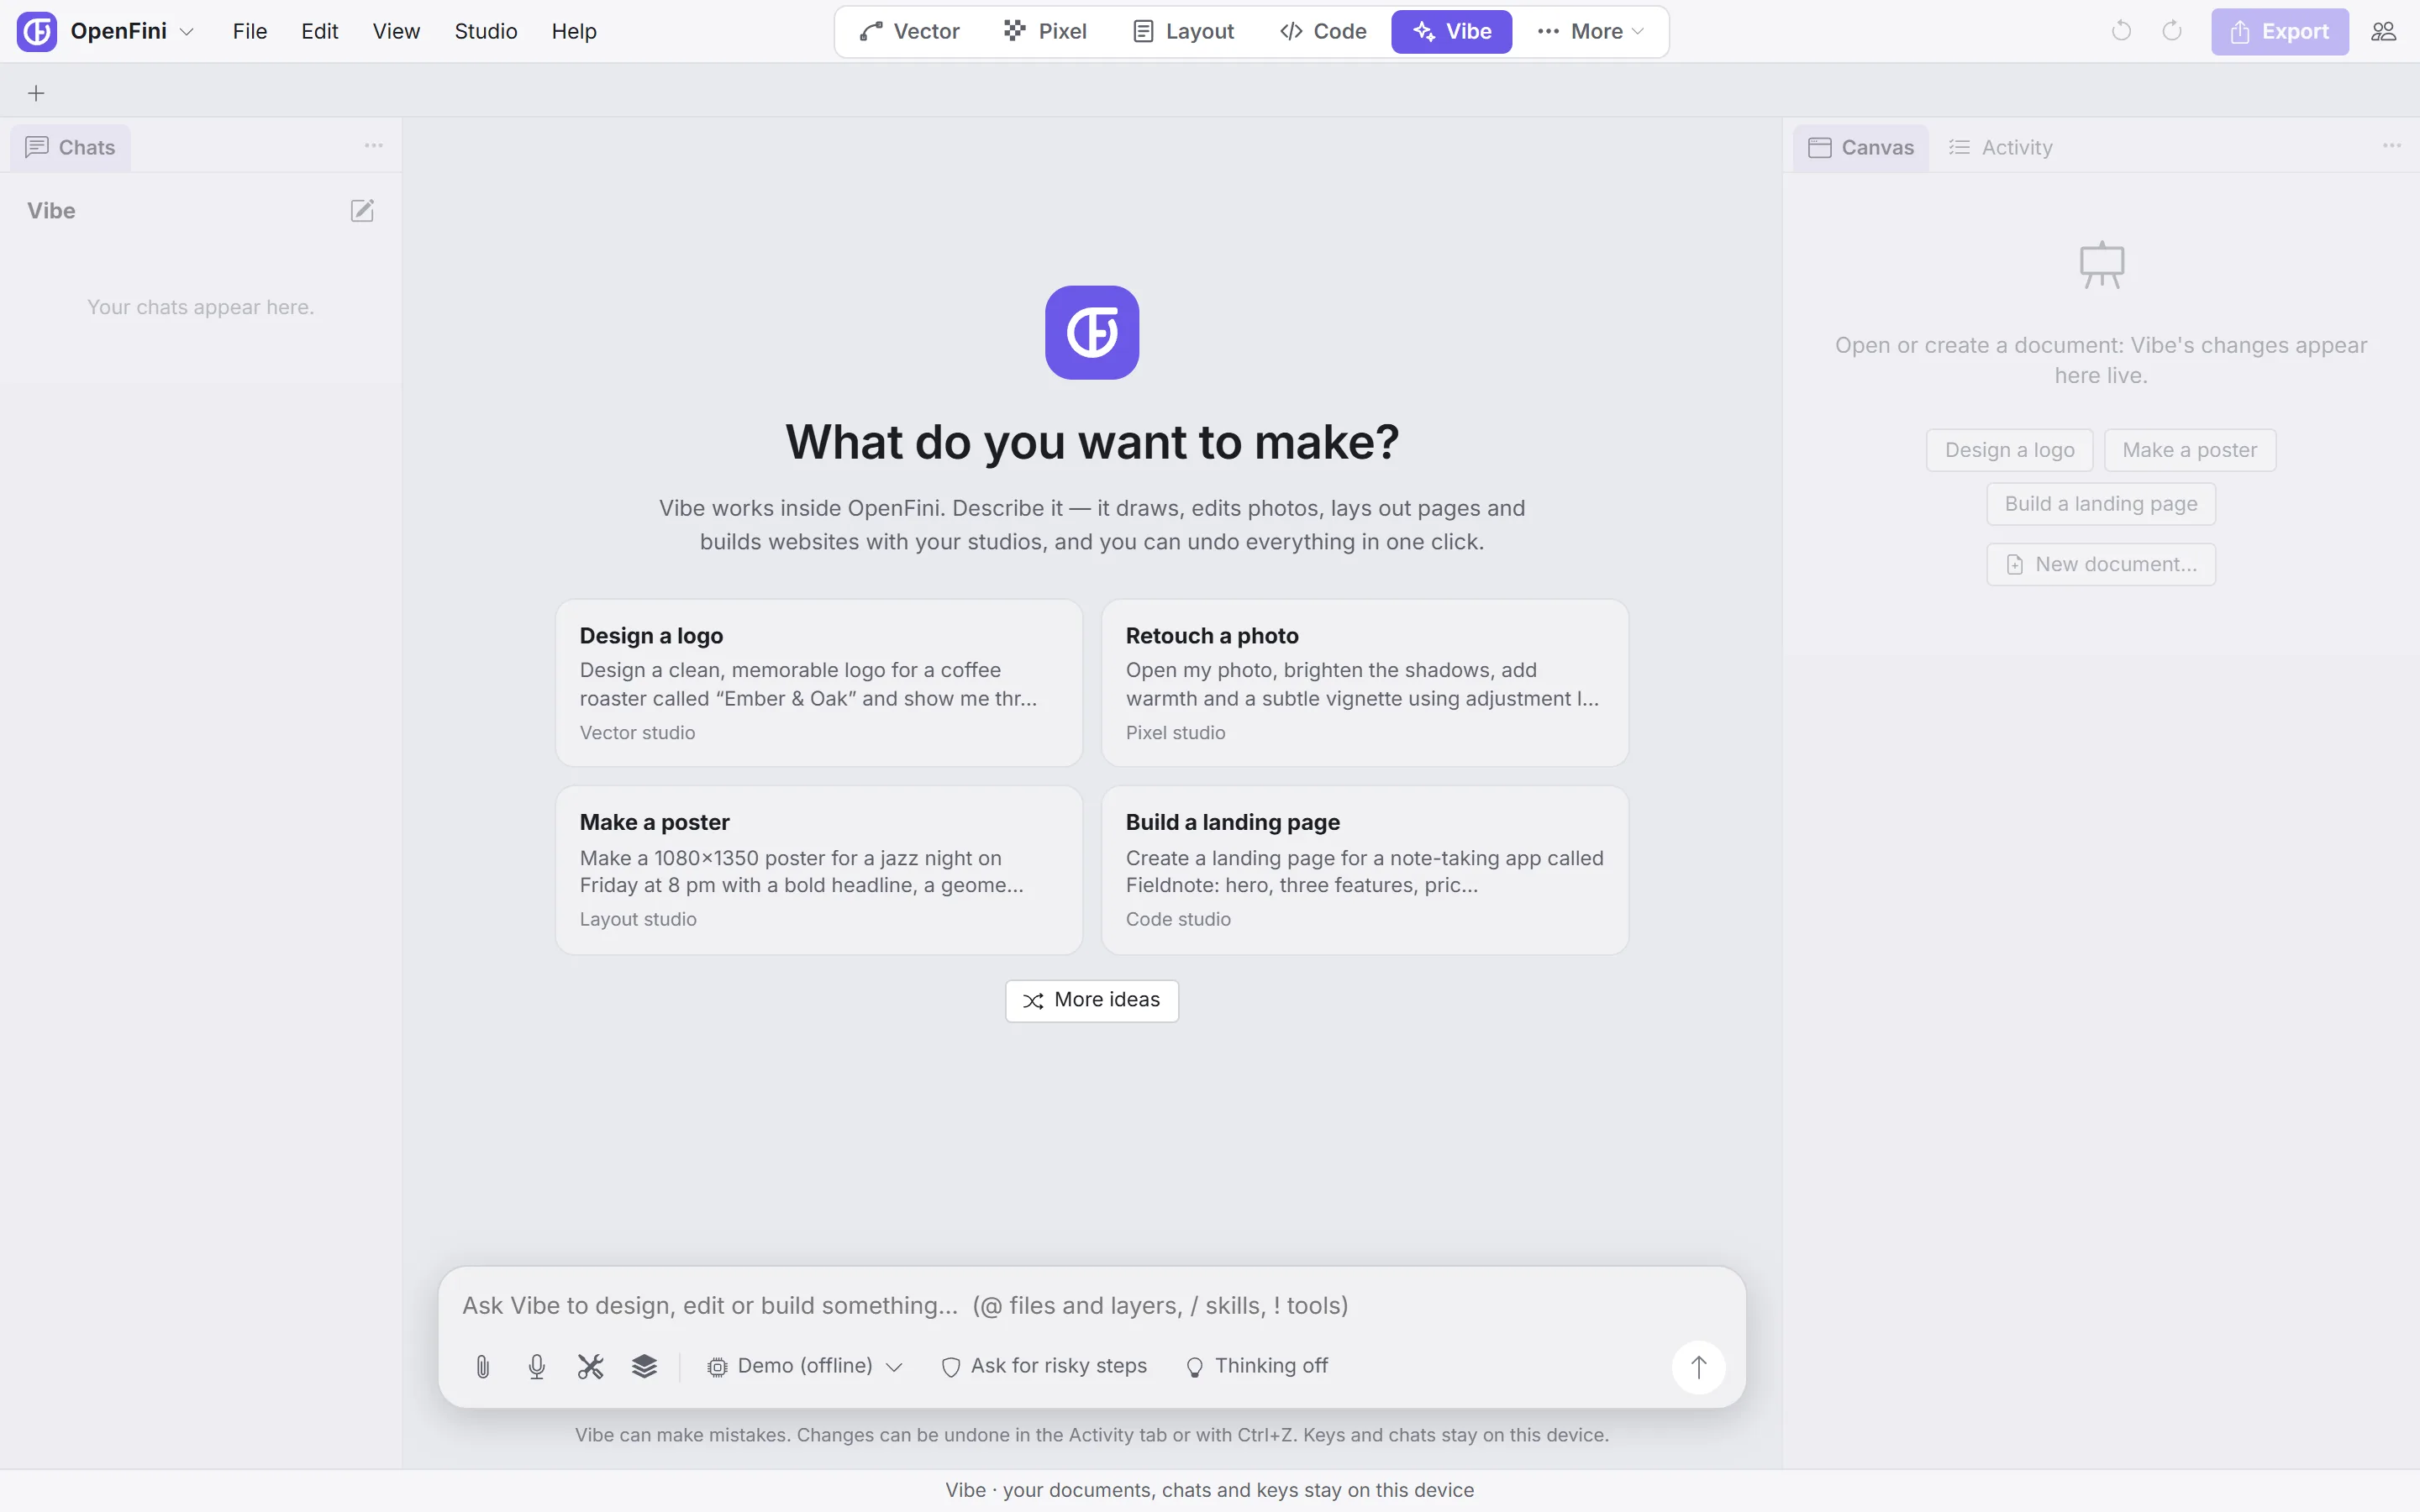 OpenFini
File
Edit
View
Studio
Help
Vector
Pixel
Layout
Code
Vibe
More
Export
Chats
Vibe
Your chats appear here.
What do you want to make?
Vibe works inside OpenFini. Describe it — it draws, edits photos, lays out pages and
builds websites with your studios, and you can undo everything in one click.
Design a logo
Design a clean, memorable logo for a coffee
roaster called “Ember & Oak” and show me thr...
Vector studio
Retouch a photo
Open my photo, brighten the shadows, add
warmth and a subtle vignette using adjustment l...
Pixel studio
Make a poster
Make a 1080×1350 poster for a jazz night on
Friday at 8 pm with a bold headline, a geome...
Layout studio
Build a landing page
Create a landing page for a note-taking app called
Fieldnote: hero, three features, pric...
Code studio
More ideas
Ask Vibe to design, edit or build something... (@ files and layers, / skills, ! tools)
Demo (offline)
Ask for risky steps
Thinking off
Vibe can make mistakes. Changes can be undone in the Activity tab or with Ctrl+Z. Keys and chats stay on this device.
Canvas
Activity
Open or create a document: Vibe's changes appear
here live.
Design a logo
Make a poster
Build a landing page
New document...
Vibe · your documents, chats and keys stay on this device